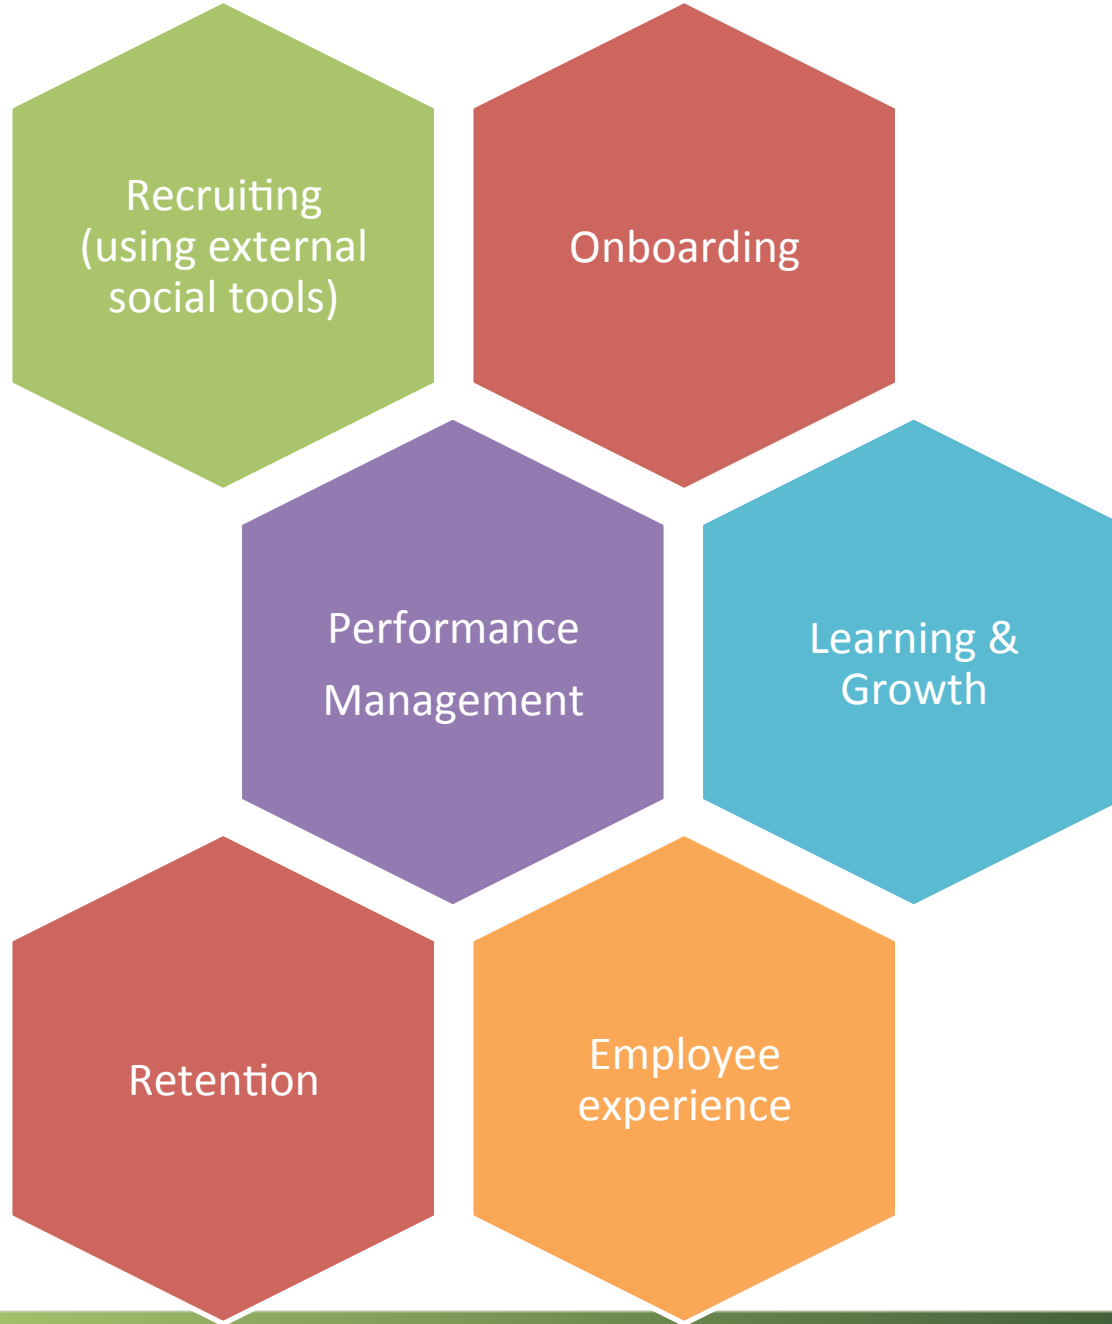 Recruiting
(using external
social tools)
Onboarding
Performance
Management
Learning &
Growth
Retention
Employee
experience